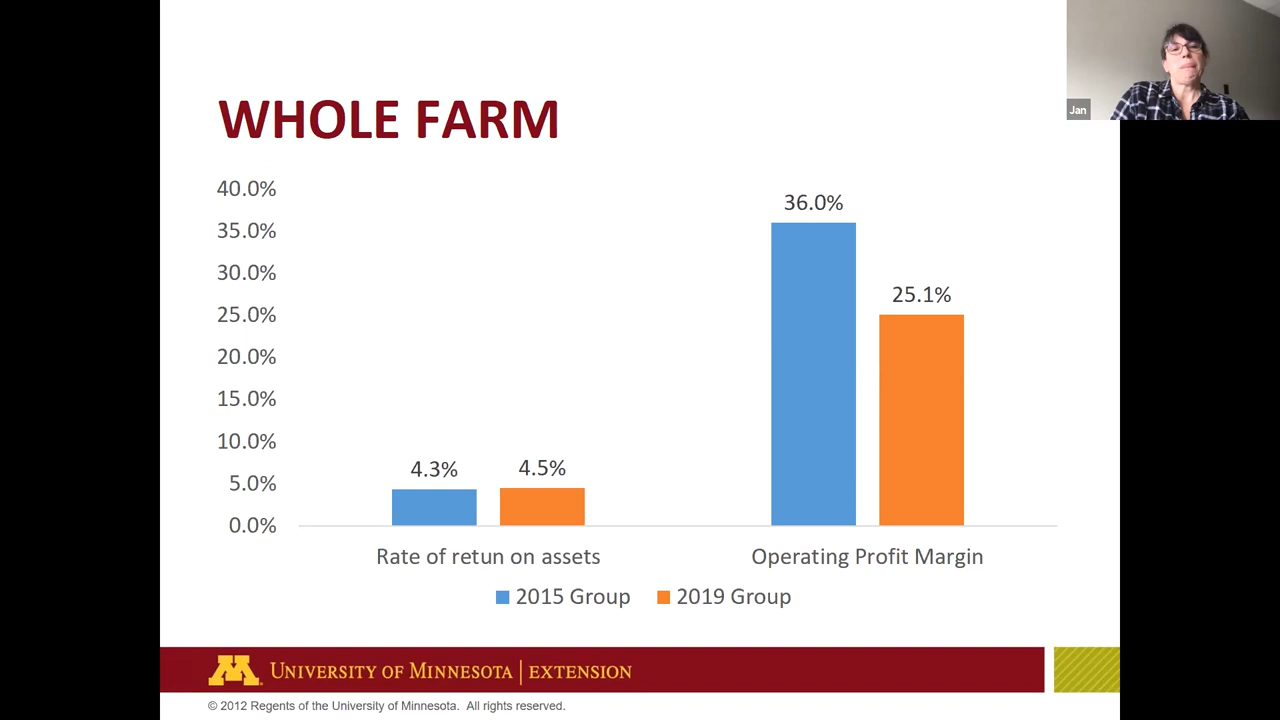 Jan
WHOLE FARM
40.0%
35.0%
30.0%
25.0%
20.0%
15.0%
10.0%
5.0%
0.0%
4.3%
4.5%
36.0%
25.1%
Rate of retun on assets
Operating Profit Margin
2015 Group
2019 Group
M
UNIVERSITY OF MINNESOTA | EXTENSION
© 2012 Regents of the University of Minnesota. All rights reserved.